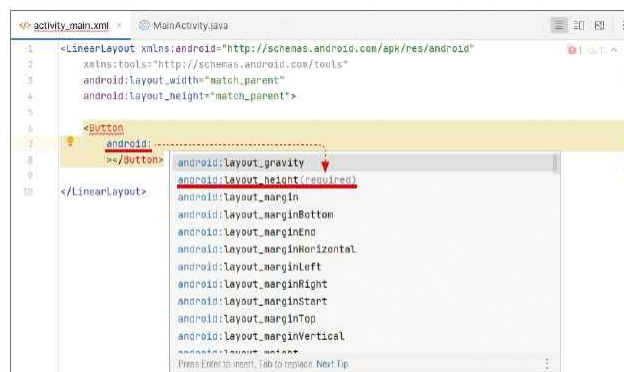 activity_main.xml
MainActivity.java
1 <LinearLayout xmlns:android="http://schemas.android.com/apk/res/android"
2 xmlns:tools="http://schemas.android.com/tools"
3 android:layout_width="match_parent"
4 android:layout_height="match_parent">
5
6 <Button
7 android:
8 ></Button>
9
10 </LinearLayout>
android:layout_gravity
android:layout_height(required)
android:layout_margin
android:layout_marginBottom
android:layout_marginEnd
android:layout_marginHorizontal
android:layout_marginLeft
android:layout_marginRight
android:layout_marginStart
android:layout_marginTop
android:layout_marginVertical
android:layout_weight
Press Enter to insert, Tab to replace Next Tip